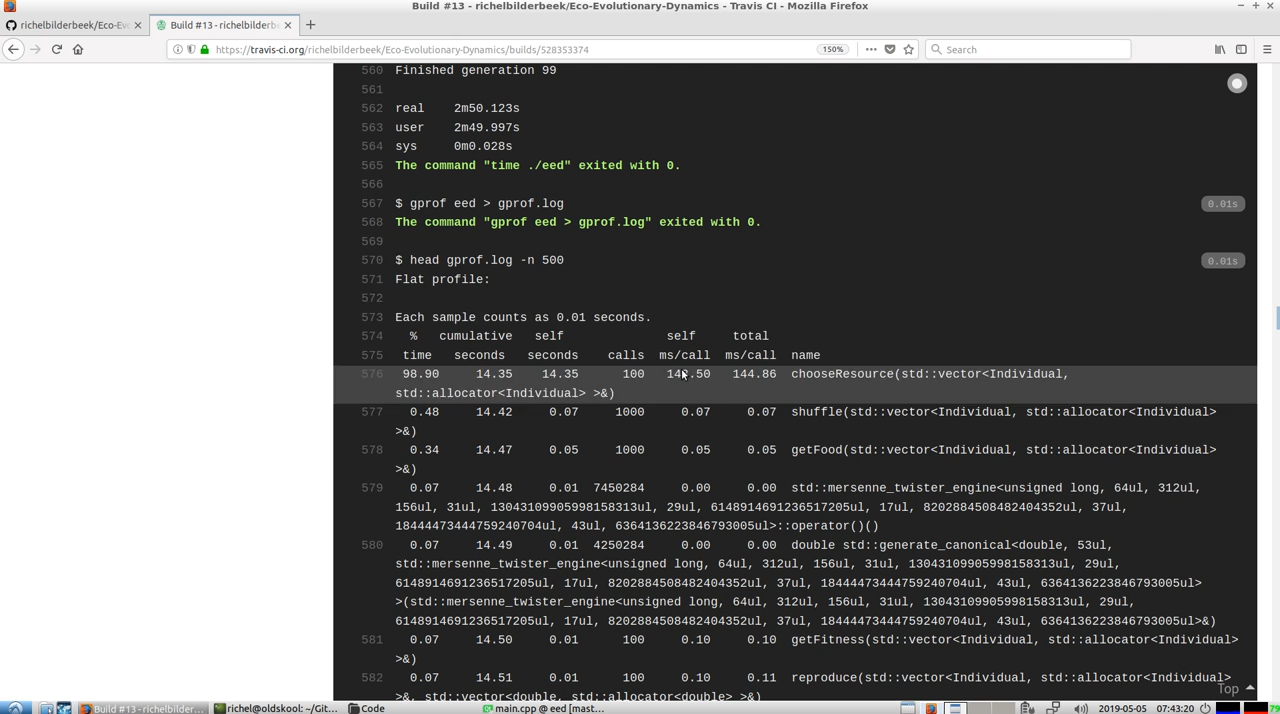 Build #13 - richelbilderbeek/Eco-Evolutionary-Dynamics - Travis CI - Mozilla Firefox
richelbilderbeek/Eco-Evo
Build #13 - richelbilderbe
https://travis-ci.org/richelbilderbeek/Eco-Evolutionary-Dynamics/builds/528353374
150%
Search
560 Finished generation 99
561
562 real 2m50.123s
563 user 2m49.997s
564 sys 0m0.028s
565 The command "time ./eed" exited with 0.
566
567 $ gprof eed > gprof.log 0.01s
568 The command "gprof eed > gprof.log" exited with 0.
569
570 $ head gprof.log -n 500 0.01s
571 Flat profile:
572
573 Each sample counts as 0.01 seconds.
574 % cumulative self self total
575 time seconds seconds calls ms/call ms/call name
576 98.90 14.35 14.35 100 .50 144.86 chooseResource(std::vector<Individual,
std::allocator<Individual> >&)
577 0.48 14.42 0.07 1000 0.07 0.07 shuffle(std::vector<Individual, std::allocator<Individual>
>&)
578 0.34 14.47 0.05 1000 0.05 0.05 getFood(std::vector<Individual, std::allocator<Individual>
>&)
579 0.07 14.48 0.01 7450284 0.00 0.00 std::mersenne_twister_engine<unsigned long, 64ul, 312ul,
156ul, 31ul, 13043109905998158313ul, 29ul, 6148914691236517205ul, 17ul, 8202884508482404352ul, 37ul,
18444473444759240704ul, 43ul, 6364136223846793005ul>::operator()()
580 0.07 14.49 0.01 4250284 0.00 0.00 double std::generate_canonical<double, 53ul,
std::mersenne_twister_engine<unsigned long, 64ul, 312ul, 156ul, 31ul, 13043109905998158313ul, 29ul,
6148914691236517205ul, 17ul, 8202884508482404352ul, 37ul, 18444473444759240704ul, 43ul, 6364136223846793005ul>
>(std::mersenne_twister_engine<unsigned long, 64ul, 312ul, 156ul, 31ul, 13043109905998158313ul, 29ul,
6148914691236517205ul, 17ul, 8202884508482404352ul, 37ul, 18444473444759240704ul, 43ul, 6364136223846793005ul>&)
581 0.07 14.50 0.01 100 0.10 0.10 getFitness(std::vector<Individual, std::allocator<Individual>
>&)
582 0.07 14.51 0.01 100 0.10 0.11 reproduce(std::vector<Individual, std::allocator<Individual>
>&, std::vector<double, std::allocator<double> >&)
Top
Build #13 - richelbilder...
richel@oldskool: ~/Git...
Code
main.cpp @ eed [mast...
2019-05-05 07:43:20